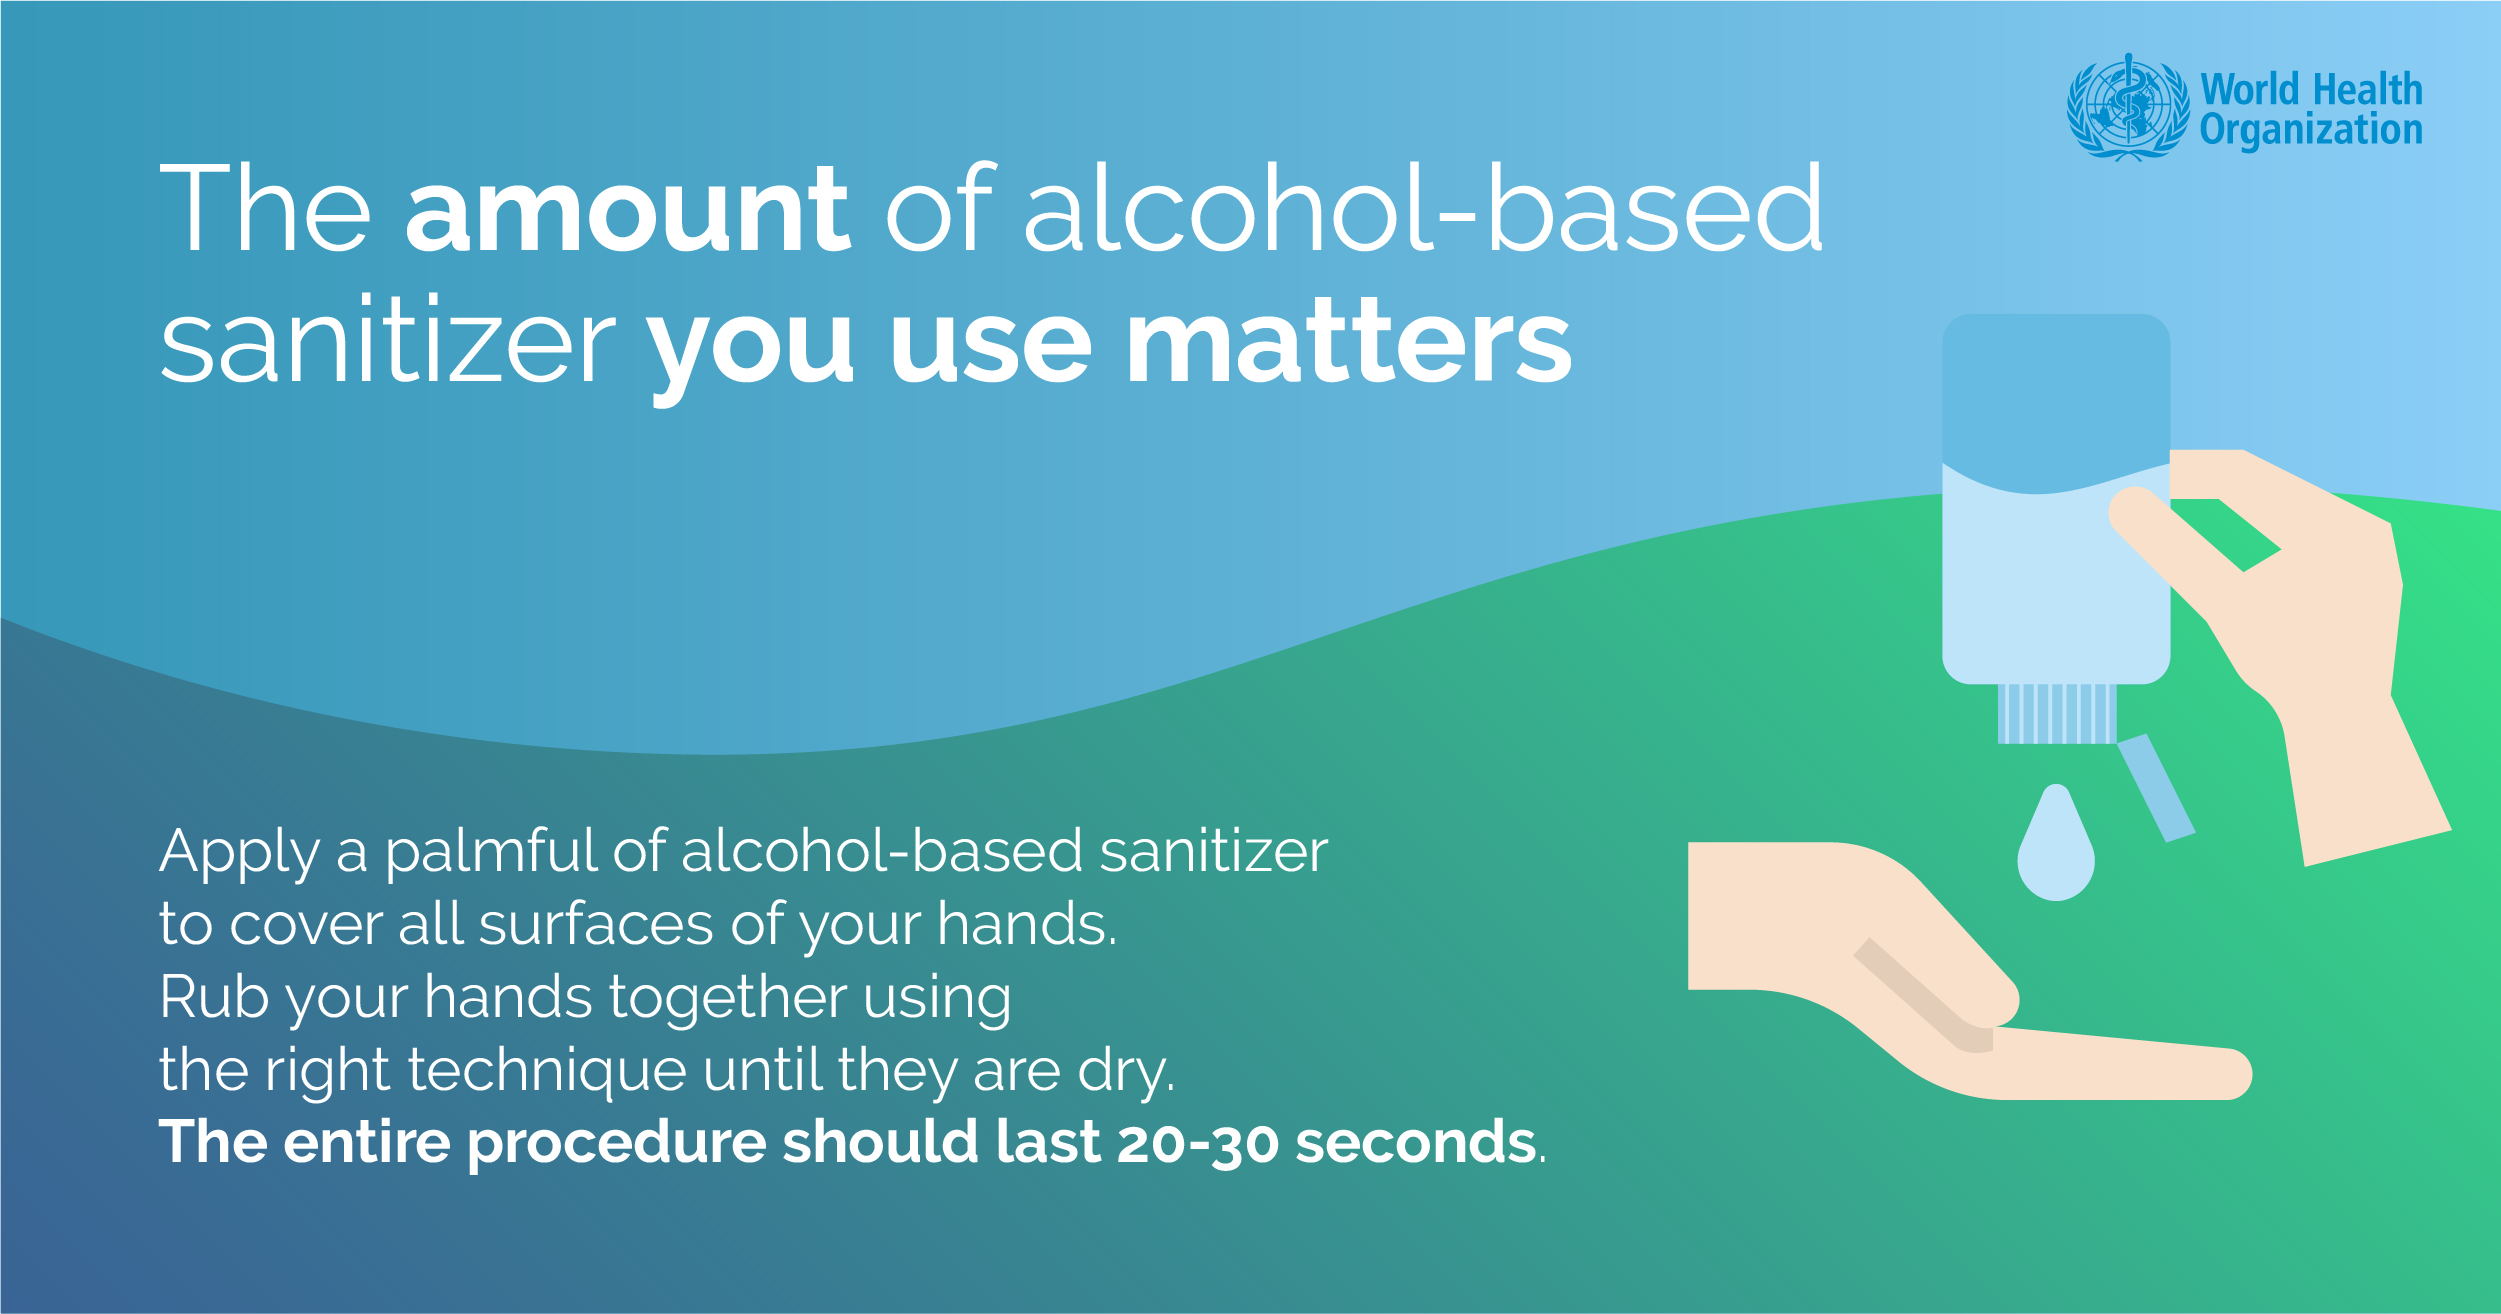 World Health
Organization
The amount of alcohol-based
sanitizer you use matters
Apply a palmful of alcohol-based sanitizer
to cover all surfaces of your hands.
Rub your hands together using
the right technique until they are dry.
The entire procedure should last 20-30 seconds.